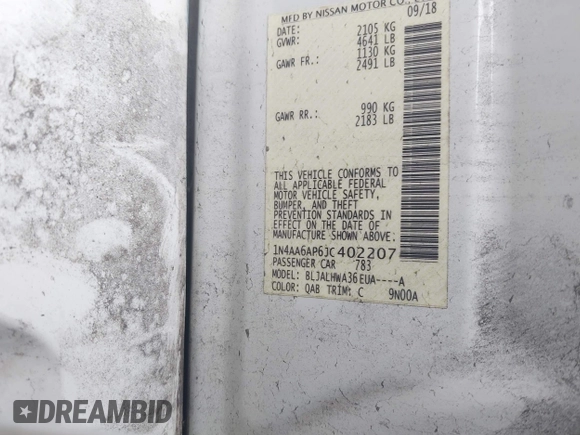 MFD BY NISSAN MOTOR CO.,
DATE: 09/18
GVWR: 2105 KG
4641 LB
GAWR FR.: 1130 KG
2491 LB
GAWR RR.: 990 KG
2183 LB
THIS VEHICLE CONFORMS TO
ALL APPLICABLE FEDERAL
MOTOR VEHICLE SAFETY,
BUMPER, AND THEFT
PREVENTION STANDARDS IN
EFFECT ON THE DATE OF
MANUFACTURE SHOWN ABOVE.
1N4AA6AP6JC402207
PASSENGER CAR 783
MODEL: BLJALHWA36EUA----A
COLOR: QAB TRIM: C 9N00A
DREAMBID